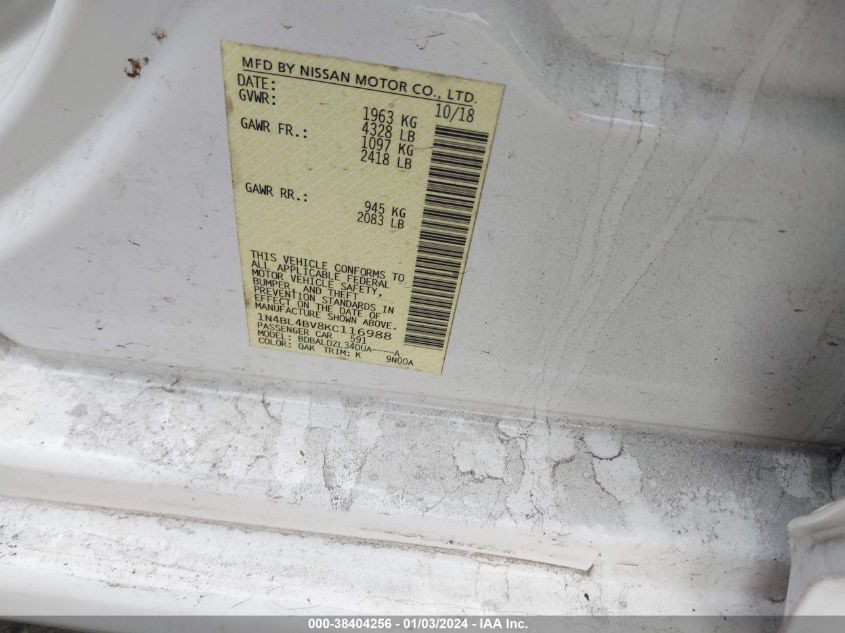 MFD BY NISSAN MOTOR CO., LTD.
DATE: 10/18
GVWR: 1963 KG
4328 LB
GAWR FR.: 1097 KG
2418 LB
GAWR RR.: 945 KG
2083 LB
THIS VEHICLE CONFORMS TO
ALL APPLICABLE FEDERAL
MOTOR VEHICLE SAFETY,
BUMPER, AND THEFT
PREVENTION STANDARDS IN
EFFECT ON THE DATE OF
MANUFACTURE SHOWN ABOVE.
1N4BL4BV8KC116988
PASSENGER CAR 591
MODEL: BDBALDZL34DUA----A
COLOR: QAK TRIM: K 9N00A
000-38404256 - 01/03/2024 - IAAI.com